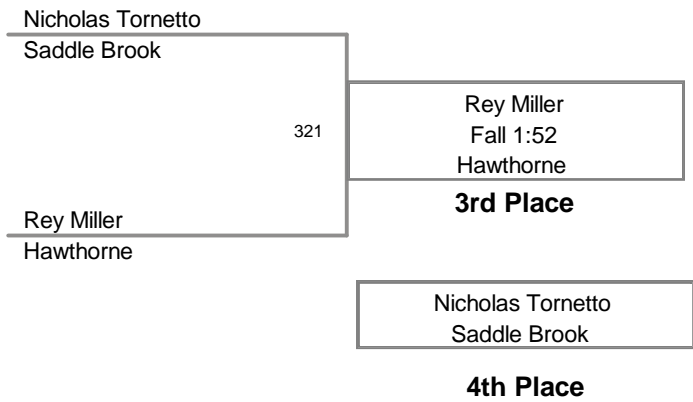 Nicholas Tornetto
Saddle Brook
321
Rey Miller
Fall 1:52
Hawthorne
3rd Place
Rey Miller
Hawthorne
Nicholas Tornetto
Saddle Brook
4th Place